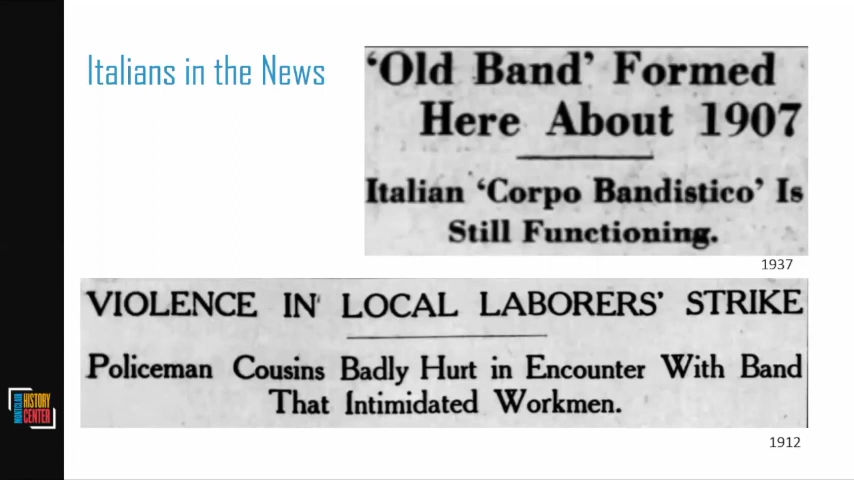 Italians in the News
'Old Band' Formed
Here About 1907
Italian 'Corpo Bandistico' Is
Still Functioning.
1937
VIOLENCE IN LOCAL LABORERS' STRIKE
Policeman Cousins Badly Hurt in Encounter With Band
That Intimidated Workmen.
1912
MONTCLAIR
HISTORY
CENTER